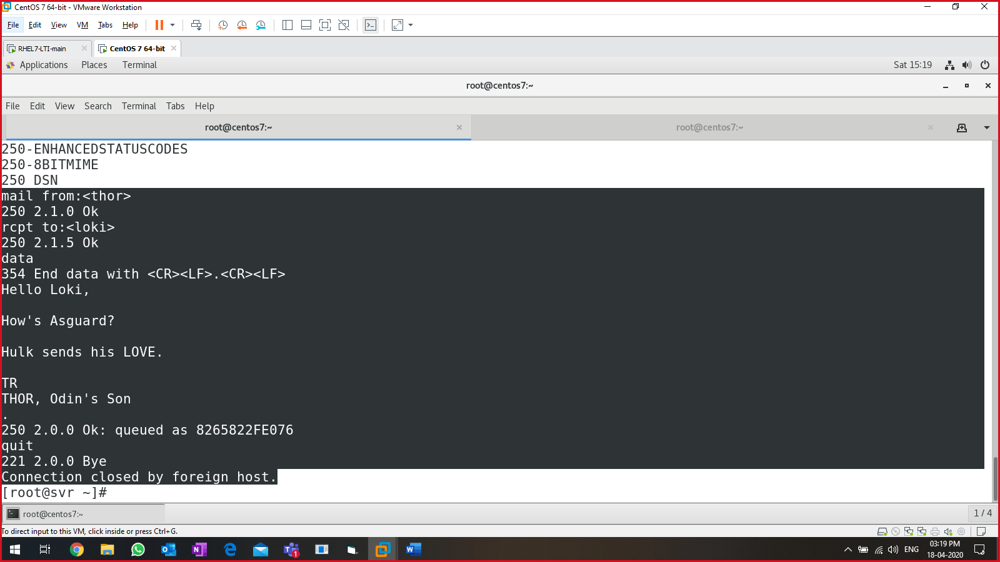 CentOS 7 64-bit - VMware Workstation
File Edit View VM Tabs Help
RHEL7-LTI-main CentOS 7 64-bit
Applications Places Terminal Sat 15:19
root@centos7:~
File Edit View Search Terminal Tabs Help
root@centos7:~ root@centos7:~
250-ENHANCEDSTATUSCODES
250-8BITMIME
250 DSN
mail from:<thor>
250 2.1.0 Ok
rcpt to:<loki>
250 2.1.5 Ok
data
354 End data with <CR><LF>.<CR><LF>
Hello Loki,
How's Asguard?
Hulk sends his LOVE.
TR
THOR, Odin's Son
.
250 2.0.0 Ok: queued as 8265822FE076
quit
221 2.0.0 Bye
Connection closed by foreign host.
[root@svr ~]#
root@centos7:~ 1 / 4
To direct input to this VM, click inside or press Ctrl+G.
1 ENG 03:19 PM
18-04-2020